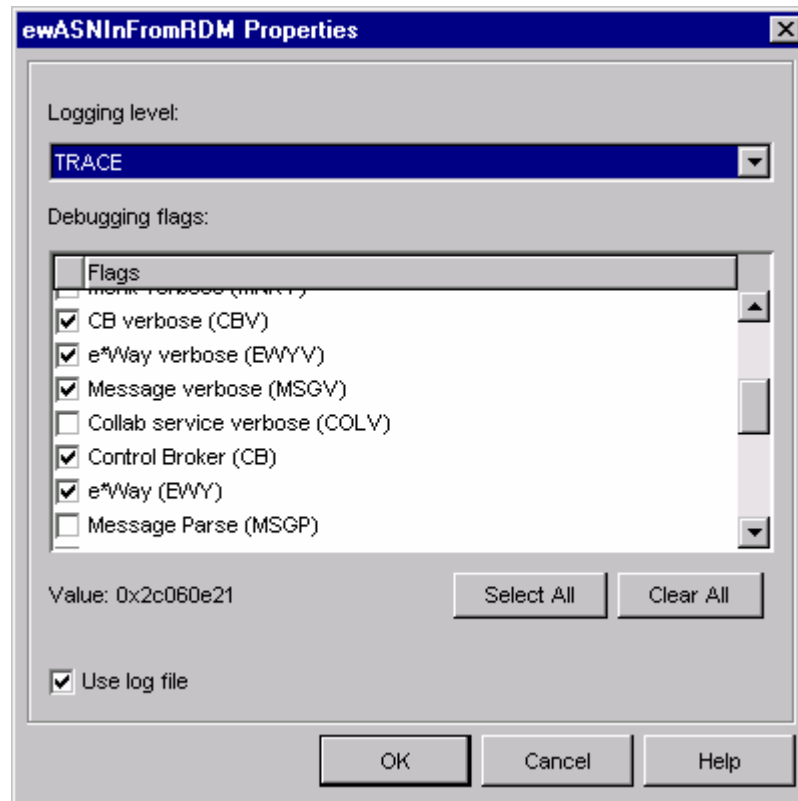 ewASNInFromRDM Properties
Logging level:
TRACE
Debugging flags:
Flags
CB verbose (CBV)
e*Way verbose (EWYV)
Message verbose (MSGV)
Collab service verbose (COLV)
Control Broker (CB)
e*Way (EWY)
Message Parse (MSGP)
Value: 0x2c060e21
Select All
Clear All
Use log file
OK
Cancel
Help